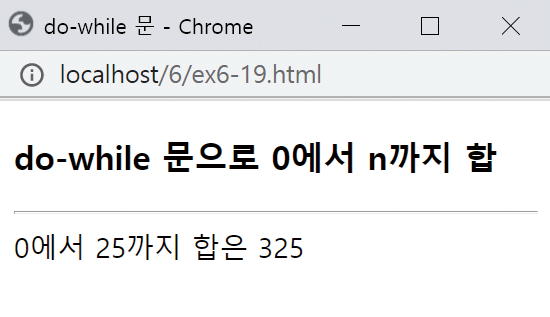 do-while 문 - Chrome
localhost/6/ex6-19.html
do-while 문으로 0에서 n까지 합
0에서 25까지 합은 325